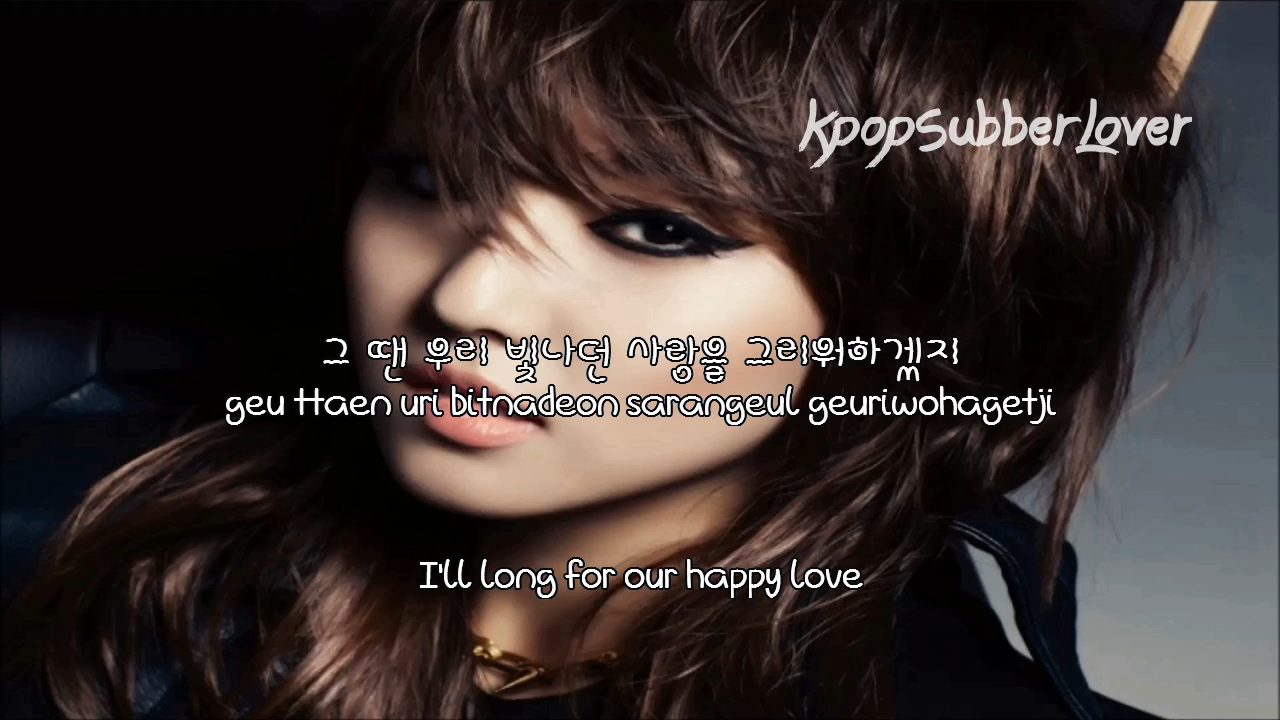 KpopSubberLover
그 땐 우리 빛나던 사랑을 그리워하겠지
geu ttaen uri bitnadeon sarangeul geuriwohagetji
I'll long for our happy love